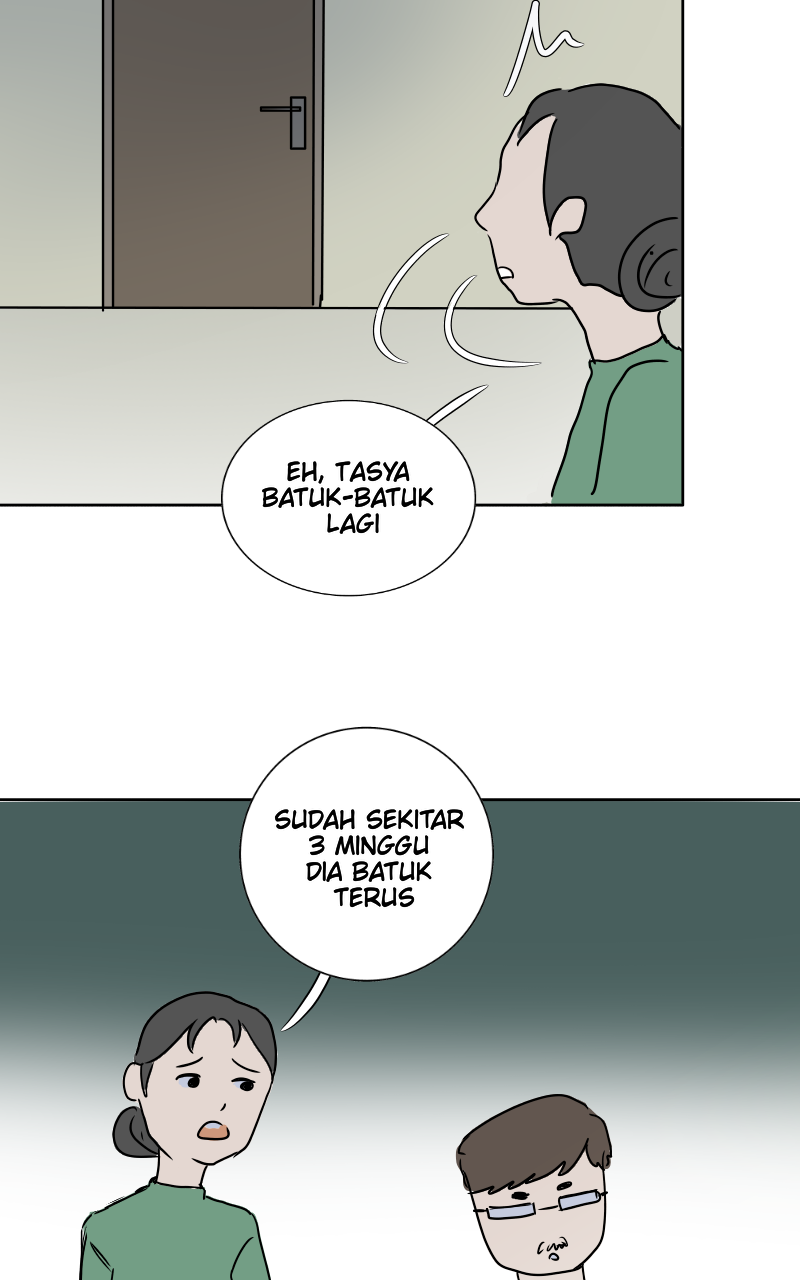 EH, TASYA
BATUK-BATUK
LAGI
SUDAH SEKITAR
3 MINGGU
DIA BATUK
TERUS